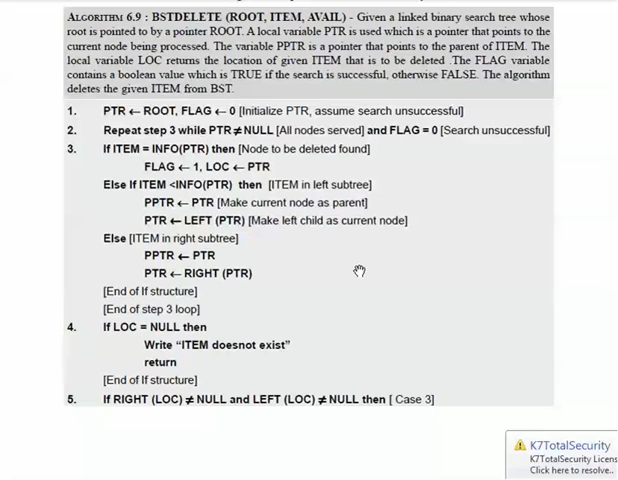 ALGORITHM 6.9 : BSTDELETE (ROOT, ITEM, AVAIL) - Given a linked binary search tree whose
root is pointed to by a pointer ROOT. A local variable PTR is used which is a pointer that points to the
current node being processed. The variable PPTR is a pointer that points to the parent of ITEM. The
local variable LOC returns the location of given ITEM that is to be deleted .The FLAG variable
contains a boolean value which is TRUE if the search is successful, otherwise FALSE. The algorithm
deletes the given ITEM from BST.
1. PTR ← ROOT, FLAG ← 0 [Initialize PTR, assume search unsuccessful]
2. Repeat step 3 while PTR ≠ NULL [All nodes served] and FLAG = 0 [Search unsuccessful]
3. If ITEM = INFO(PTR) then [Node to be deleted found]
FLAG ← 1, LOC ← PTR
Else If ITEM <INFO(PTR) then [ITEM in left subtree]
PPTR ← PTR [Make current node as parent]
PTR ← LEFT (PTR) [Make left child as current node]
Else [ITEM in right subtree]
PPTR ← PTR
PTR ← RIGHT (PTR)
[End of If structure]
[End of step 3 loop]
4. If LOC = NULL then
Write “ITEM doesnot exist”
return
[End of If structure]
5. If RIGHT (LOC) ≠ NULL and LEFT (LOC) ≠ NULL then [ Case 3]
K7TotalSecurity
K7TotalSecurity Licens
Click here to resolve..